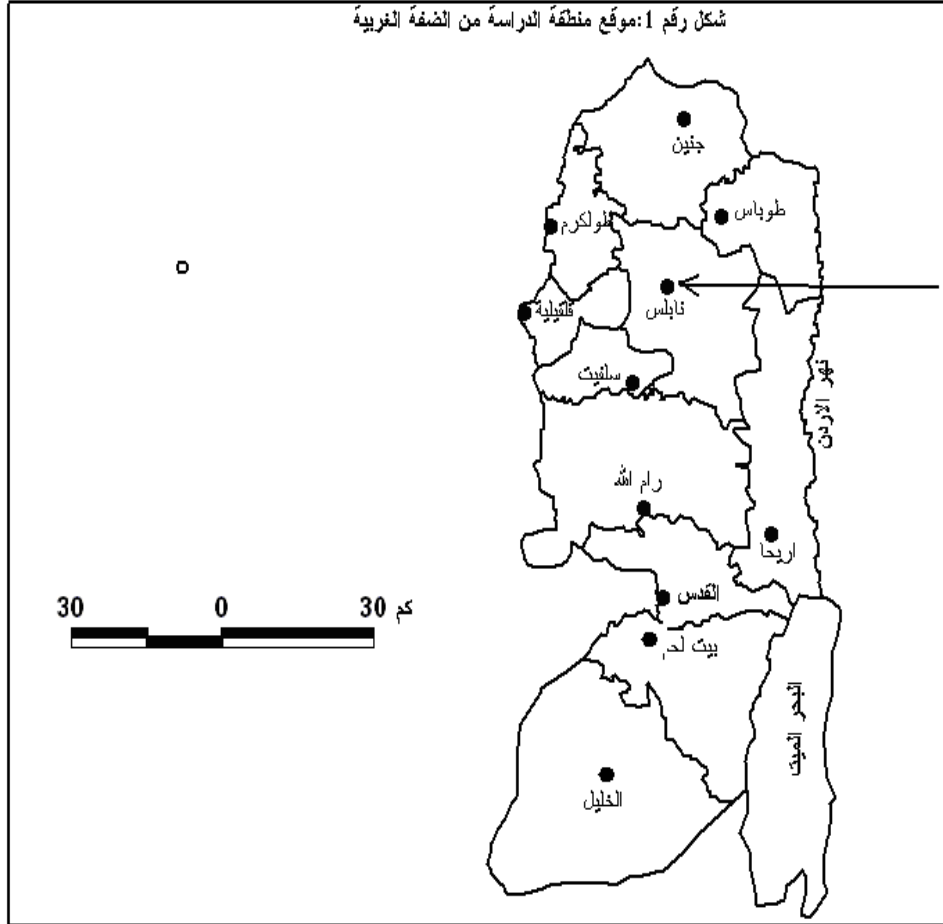 شكل رقم 1:موقع منطقة الدراسة من الضفة الغربية
جنين
طوباس
طولكرم
نابلس
قلقيلية
سلفيت
نهر الاردن
رام الله
اريحا
30 0 30 كم
القدس
بيت لحم
البحر الميت
الخليل